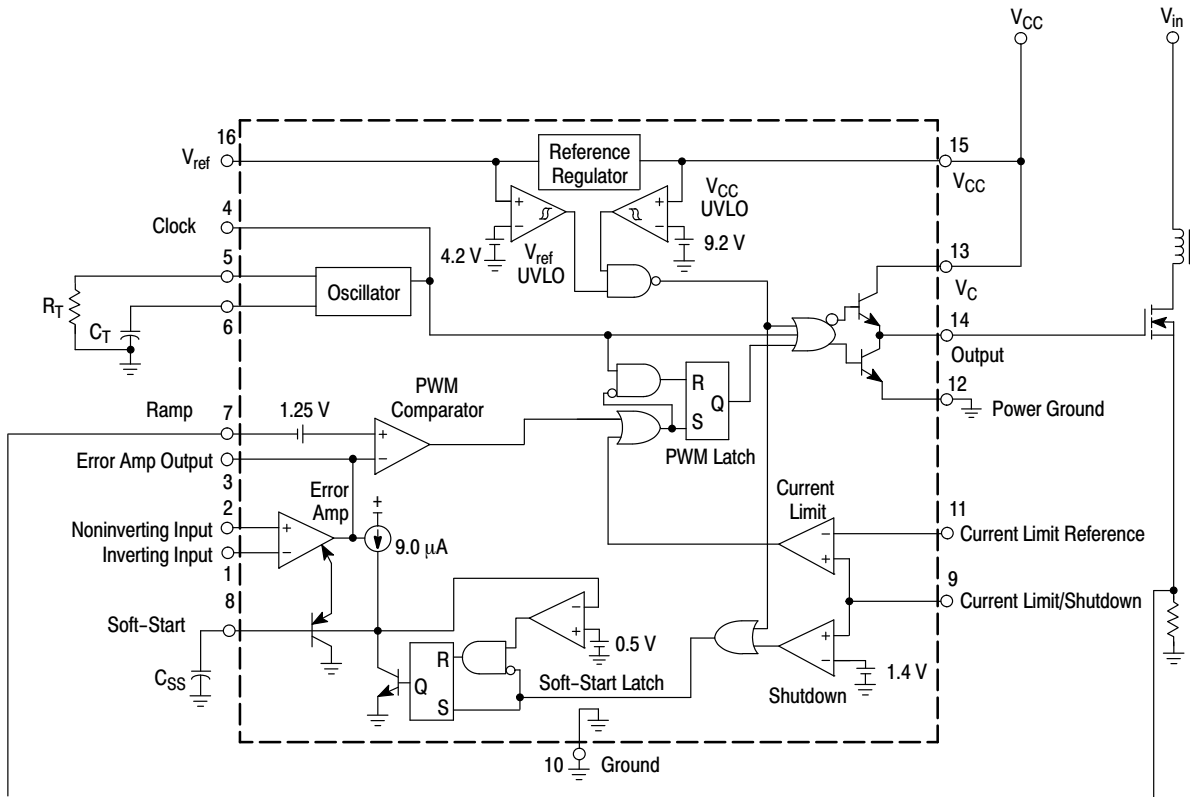 V_CC
V_in
16
V_ref
Reference
Regulator
15
V_CC
V_CC
UVLO
4
Clock
4.2 V
V_ref
UVLO
9.2 V
13
V_C
5
R_T
C_T
6
Oscillator
14
Output
12
Power Ground
Ramp
7
1.25 V
PWM
Comparator
R
S
Q
PWM Latch
Error Amp Output
3
2
Error
Amp
Noninverting Input
Inverting Input
1
+
-
+
-
+
9.0 µA
Current
Limit
11
Current Limit Reference
9
Current Limit/Shutdown
8
Soft-Start
C_SS
0.5 V
R
Q
S
Soft-Start Latch
1.4 V
Shutdown
10
Ground